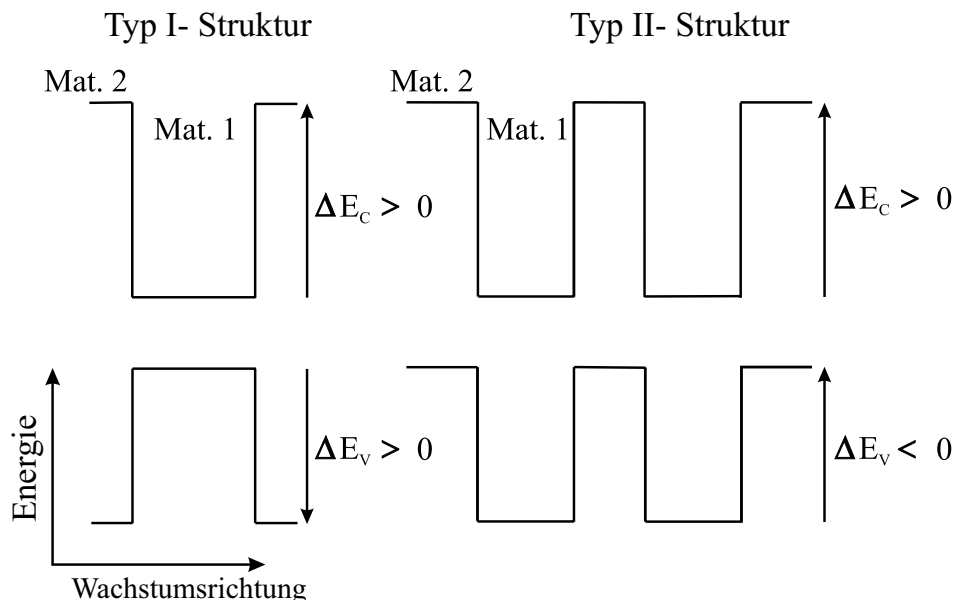 Typ I- Struktur
Mat. 2
Mat. 1
ΔE_C > 0
ΔE_V > 0
Energie
Wachstumsrichtung
Typ II- Struktur
Mat. 2
Mat. 1
ΔE_C > 0
ΔE_V < 0